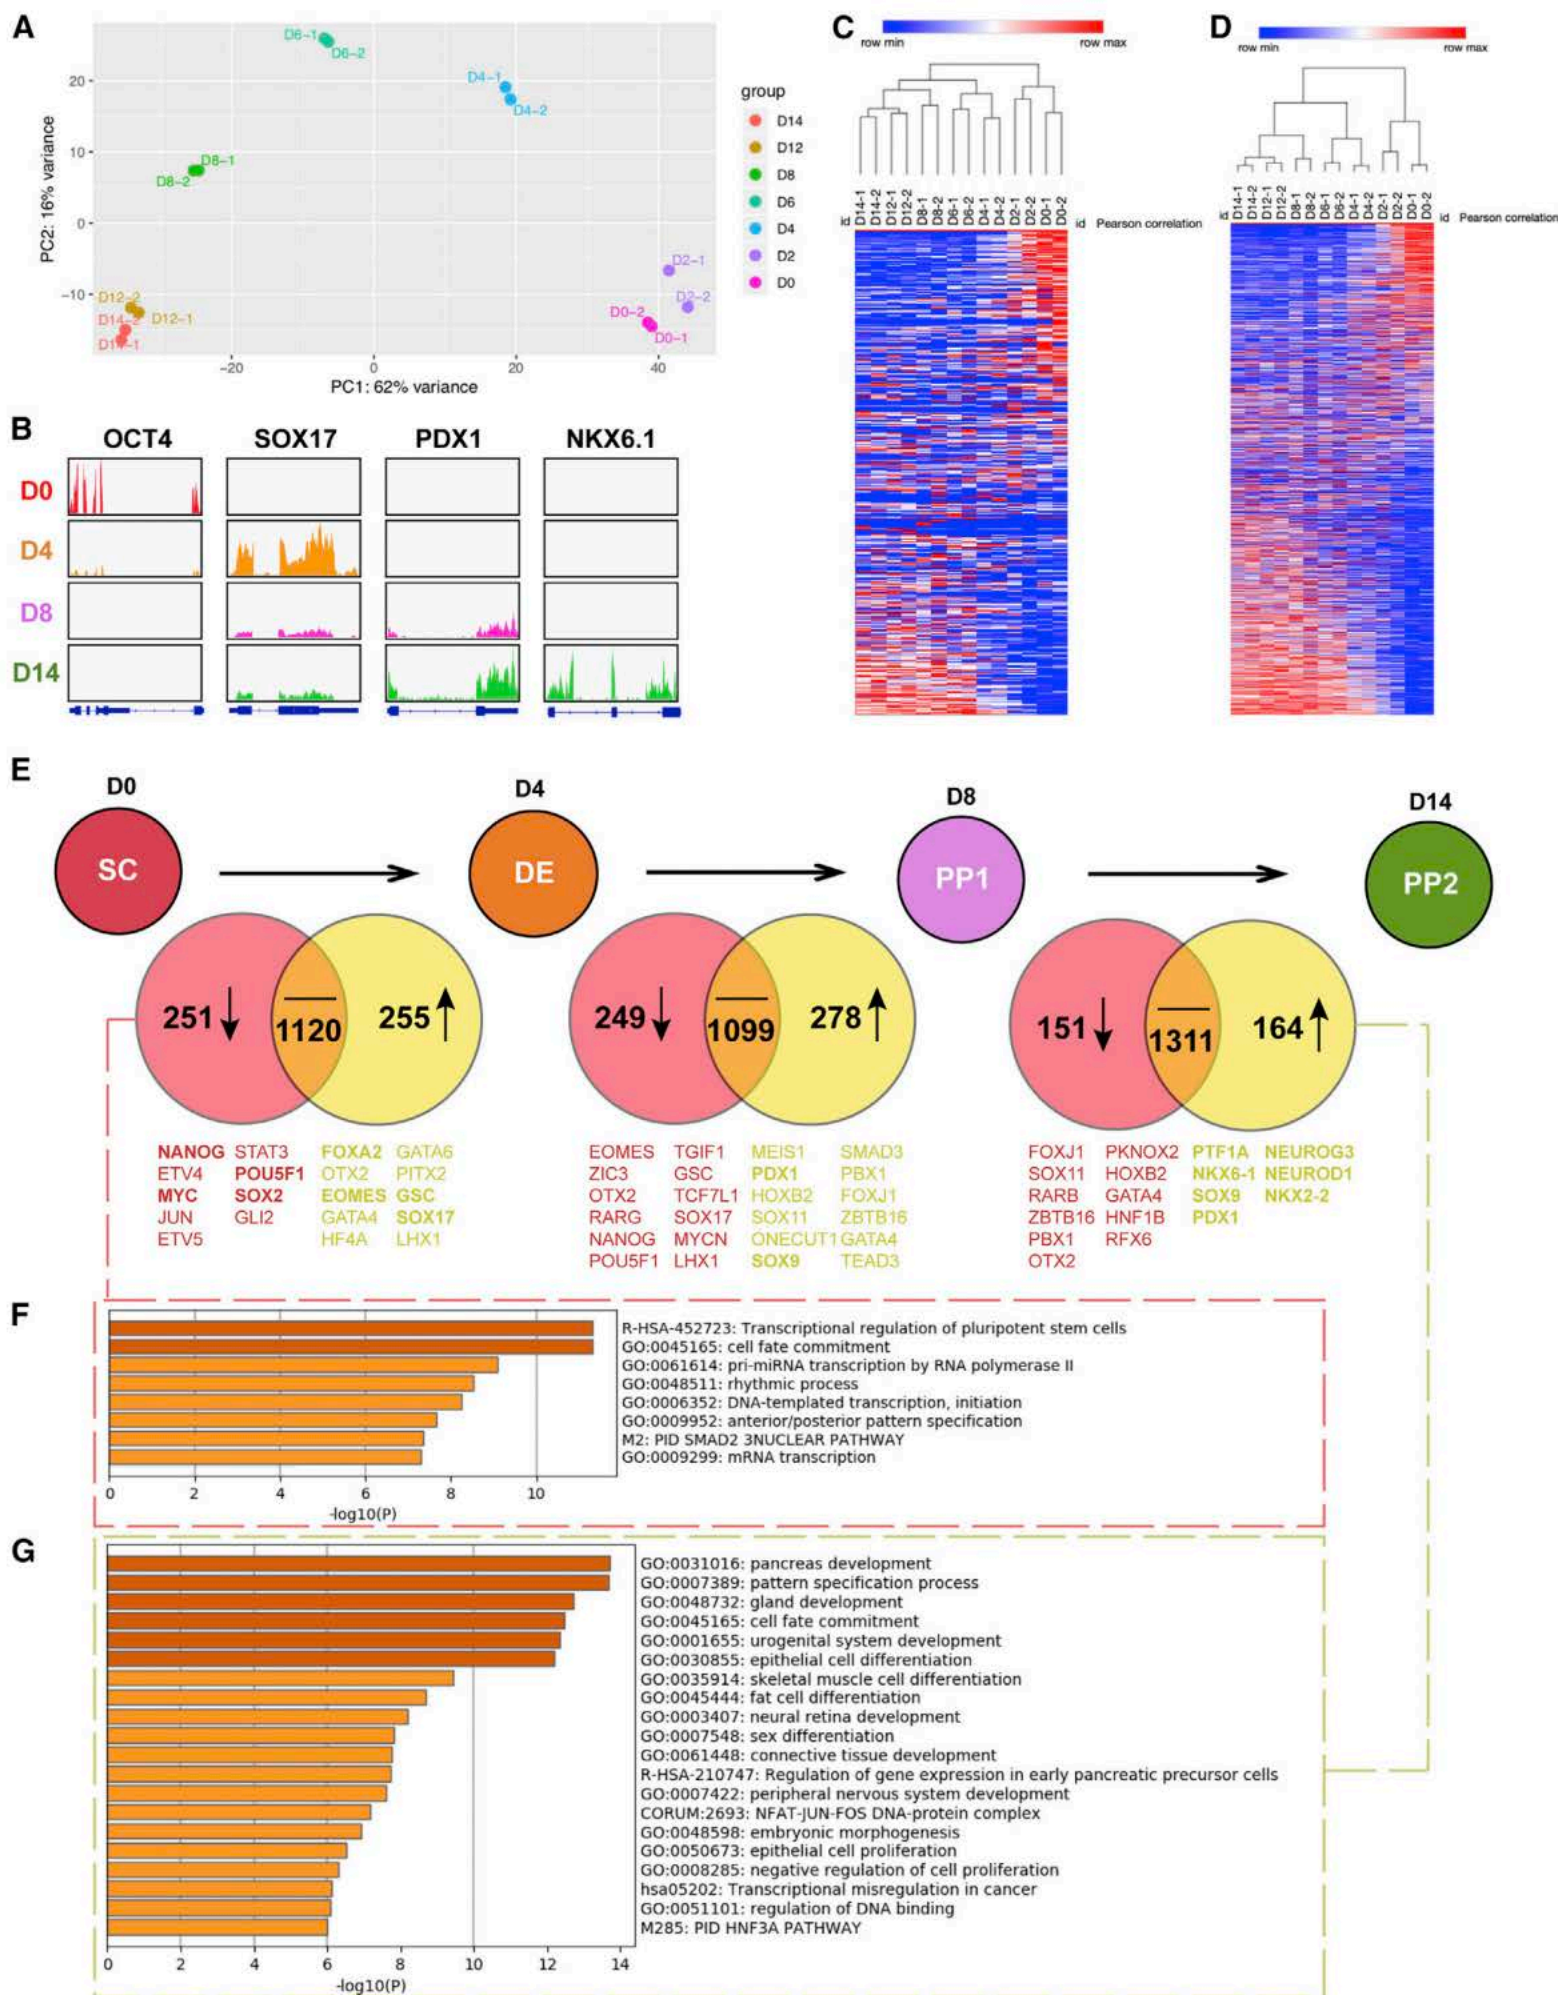 A
D6-1
D6-2
D4-1
D4-2
D8-1
D8-2
D2-1
D2-2
D12-2
D12-1
D14-2
D14-1
D0-2
D0-1
20
10
0
-10
PC2: 16% variance
-20
0
20
40
PC1: 62% variance
group
D14
D12
D8
D6
D4
D2
D0
B
OCT4 SOX17 PDX1 NKX6.1
D0
D4
D8
D14
C
row min row max
id D14-1 D14-2 D12-1 D12-2 D8-1 D8-2 D6-1 D6-2 D4-1 D4-2 D2-1 D2-2 D0-1 D0-2 id Pearson correlation
D
row min row max
id D14-1 D14-2 D12-1 D12-2 D8-1 D8-2 D6-1 D6-2 D4-1 D4-2 D2-1 D2-2 D0-1 D0-2 id Pearson correlation
E
D0 D4 D8 D14
SC DE PP1 PP2
251 1120 255
249 1099 278
151 1311 164
NANOG STAT3 FOXA2 GATA6
ETV4 POU5F1 OTX2 PITX2
MYC SOX2 EOMES GSC
JUN GLI2 GATA4 SOX17
ETV5 HF4A LHX1
EOMES TGIF1 MEIS1 SMAD3
ZIC3 GSC PDX1 PBX1
OTX2 TCF7L1 HOXB2 FOXJ1
RARG SOX17 SOX11 ZBTB16
NANOG MYCN ONECUT1 GATA4
POU5F1 LHX1 SOX9 TEAD3
FOXJ1 PKNOX2 PTF1A NEUROG3
SOX11 HOXB2 NKX6-1 NEUROD1
RARB GATA4 SOX9 NKX2-2
ZBTB16 HNF1B PDX1
PBX1 RFX6
OTX2
F
R-HSA-452723: Transcriptional regulation of pluripotent stem cells
GO:0045165: cell fate commitment
GO:0061614: pri-miRNA transcription by RNA polymerase II
GO:0048511: rhythmic process
GO:0006352: DNA-templated transcription, initiation
GO:0009952: anterior/posterior pattern specification
M2: PID SMAD2 3NUCLEAR PATHWAY
GO:0009299: mRNA transcription
0 2 4 6 8 10
-log10(P)
G
GO:0031016: pancreas development
GO:0007389: pattern specification process
GO:0048732: gland development
GO:0045165: cell fate commitment
GO:0001655: urogenital system development
GO:0030855: epithelial cell differentiation
GO:0035914: skeletal muscle cell differentiation
GO:0045444: fat cell differentiation
GO:0003407: neural retina development
GO:0007548: sex differentiation
GO:0061448: connective tissue development
R-HSA-210747: Regulation of gene expression in early pancreatic precursor cells
GO:0007422: peripheral nervous system development
CORUM:2693: NFAT-JUN-FOS DNA-protein complex
GO:0048598: embryonic morphogenesis
GO:0050673: epithelial cell proliferation
GO:0008285: negative regulation of cell proliferation
hsa05202: Transcriptional misregulation in cancer
GO:0051101: regulation of DNA binding
M285: PID HNF3A PATHWAY
0 2 4 6 8 10 12 14
-log10(P)